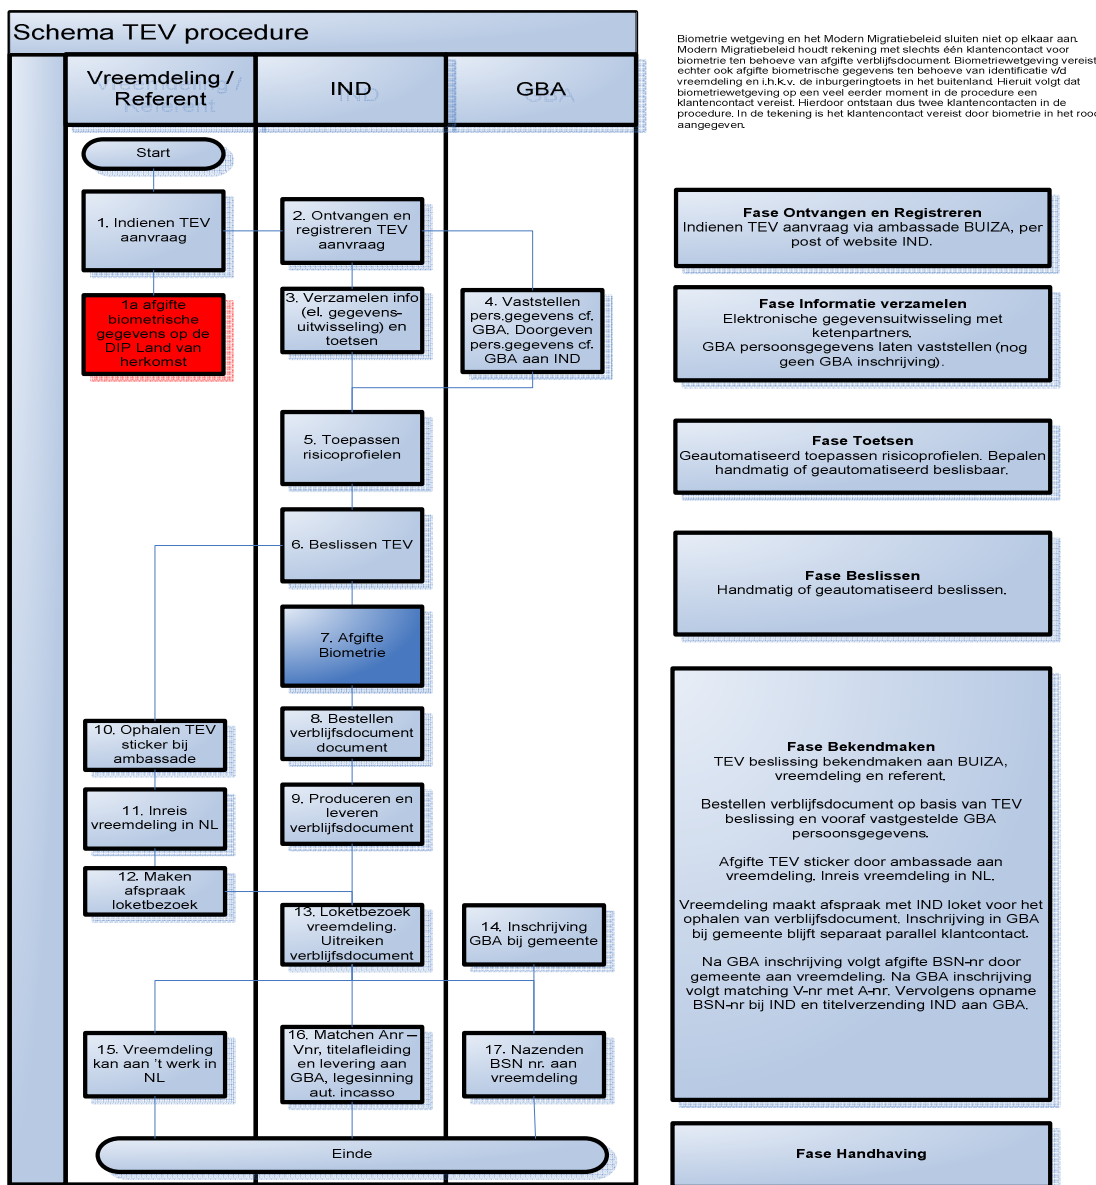 Schema TEV procedure
Vreemdeling /
Referent
IND
GBA
Start
1. Indienen TEV
aanvraag
2. Ontvangen en
registreren TEV
aanvraag
1a afgifte
biometrische
gegevens op de
DIP Land van
herkomst
3. Verzamelen info
(el. gegevens-
uitwisseling) en
toetsen
4. Vaststellen
pers.gegevens cf.
GBA. Doorgeven
pers.gegevens cf.
GBA aan IND
5. Toepassen
risicoprofielen
6. Beslissen TEV
7. Afgifte
Biometrie
8. Bestellen
verblijfsdocument
document
9. Produceren en
leveren
verblijfsdocument
10. Ophalen TEV
sticker bij
ambassade
11. Inreis
vreemdeling in NL
12. Maken
afspraak
loketbezoek
13. Loketbezoek
vreemdeling.
Uitreiken
verblijfsdocument
14. Inschrijving
GBA bij gemeente
15. Vreemdeling
kan aan 't werk in
NL
16. Matchen Anr –
Vnr, titelafleiding
en levering aan
GBA, legesinning
aut. incasso
17. Nazenden
BSN nr. aan
vreemdeling
Einde
Biometrie wetgeving en het Modern Migratiebeleid sluiten niet op elkaar aan.
Modern Migratiebeleid houdt rekening met slechts één klantencontact voor
biometrie ten behoeve van afgifte verblijfsdocument. Biometriewetgeving vereist
echter ook afgifte biometrische gegevens ten behoeve van identificatie v/d
vreemdeling en i.h.k.v. de inburgeringtoets in het buitenland. Hieruit volgt dat
biometriewetgeving op een veel eerder moment in de procedure een
klantencontact vereist. Hierdoor ontstaan dus twee klantencontacten in de
procedure. In de tekening is het klantencontact vereist door biometrie in het rood
aangegeven.
Fase Ontvangen en Registreren
Indienen TEV aanvraag via ambassade BUIZA, per
post of website IND.
Fase Informatie verzamelen
Elektronische gegevensuitwisseling met
ketenpartners.
GBA persoonsgegevens laten vaststellen (nog
geen GBA inschrijving).
Fase Toetsen
Geautomatiseerd toepassen risicoprofielen. Bepalen
handmatig of geautomatiseerd beslisbaar.
Fase Beslissen
Handmatig of geautomatiseerd beslissen.
Fase Bekendmaken
TEV beslissing bekendmaken aan BUIZA,
vreemdeling en referent.
Bestellen verblijfsdocument op basis van TEV
beslissing en vooraf vastgestelde GBA
persoonsgegevens.
Afgifte TEV sticker door ambassade aan
vreemdeling. Inreis vreemdeling in NL.
Vreemdeling maakt afspraak met IND loket voor het
ophalen van verblijfsdocument. Inschrijving in GBA
bij gemeente blijft separaat parallel klantcontact.
Na GBA inschrijving volgt afgifte BSN-nr door
gemeente aan vreemdeling. Na GBA inschrijving
volgt matching V-nr met A-nr. Vervolgens opname
BSN-nr bij IND en titelverzending IND aan GBA.
Fase Handhaving